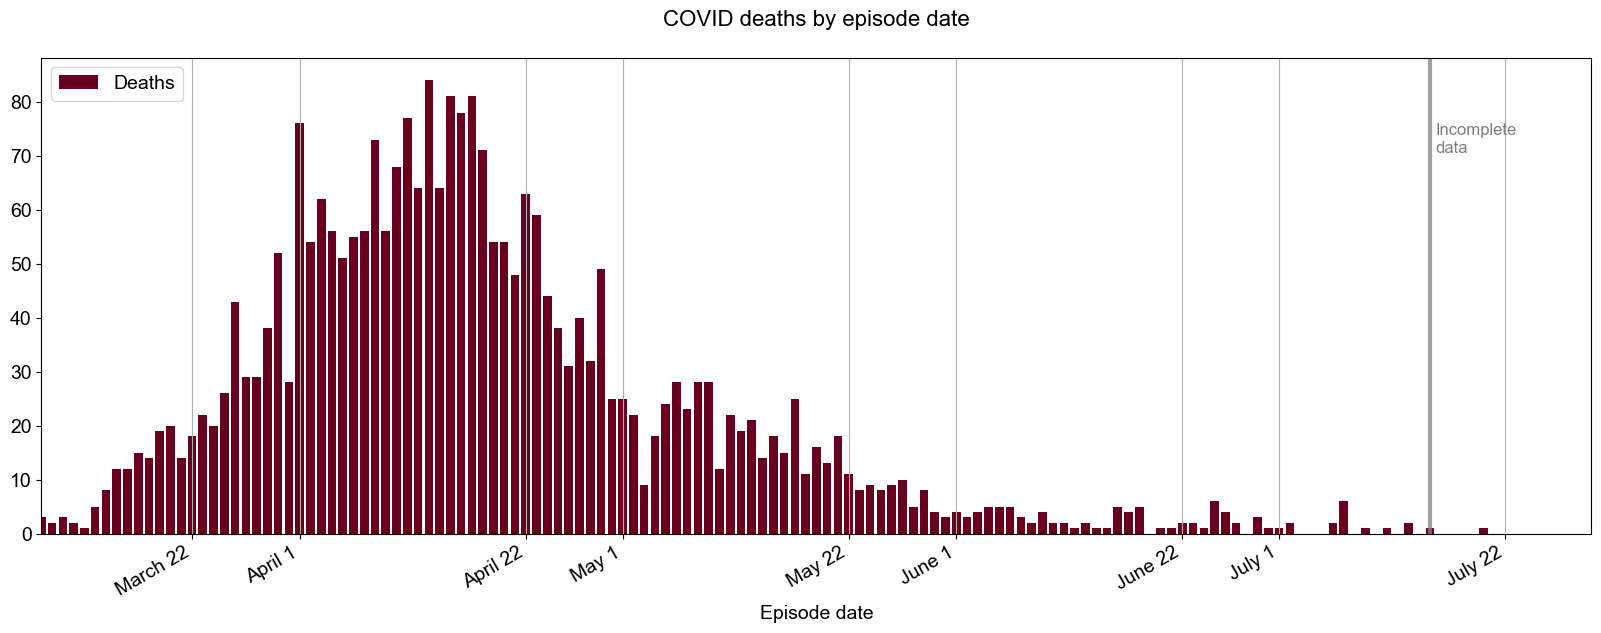 COVID deaths by episode date
Deaths
80
70
60
50
40
30
20
10
0
Incomplete
data
March 22
April 1
April 22
May 1
May 22
June 1
June 22
July 1
July 22
Episode date